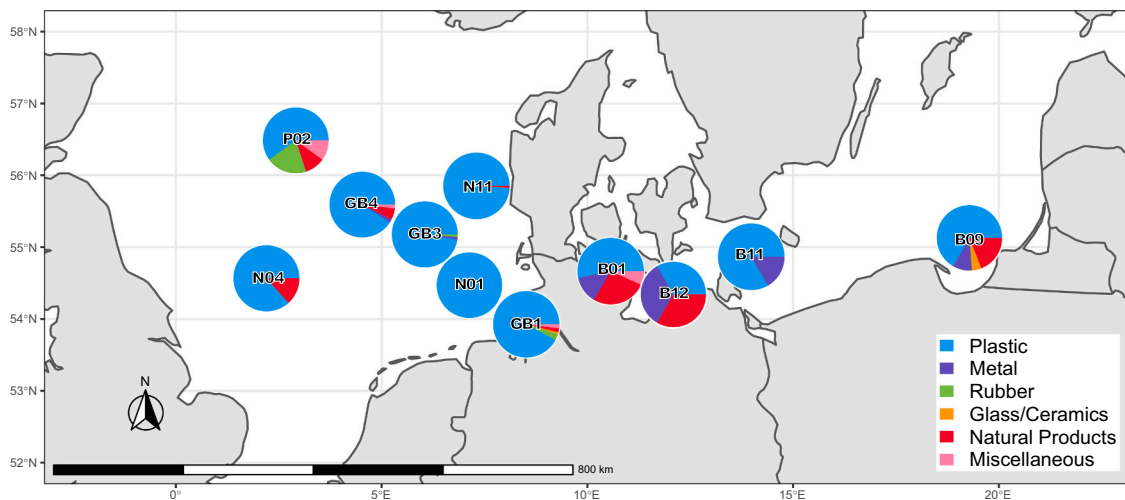 58°N
57°N
56°N
55°N
54°N
53°N
52°N
P02
N11
GB4
GB3
N04
N01
GB1
B01
B12
B11
B09
Plastic
Metal
Rubber
Glass/Ceramics
Natural Products
Miscellaneous
N
800 km
0°
5°E
10°E
15°E
20°E